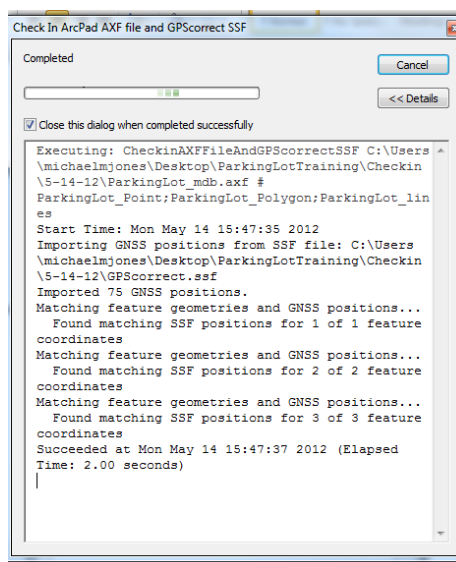 Check In ArcPad AXF file and GPScorrect SSF
Completed
Cancel
<< Details
Close this dialog when completed successfully
Executing: CheckinAXFFileAndGPScorrectSSF C:\Users
\michaelmjones\Desktop\ParkingLotTraining\Checkin
\5-14-12\ParkingLot_mdb.axf #
ParkingLot_Point;ParkingLot_Polygon;ParkingLot_lin
es
Start Time: Mon May 14 15:47:35 2012
Importing GNSS positions from SSF file: C:\Users
\michaelmjones\Desktop\ParkingLotTraining\Checkin
\5-14-12\GPScorrect.ssf
Imported 75 GNSS positions.
Matching feature geometries and GNSS positions...
Found matching SSF positions for 1 of 1 feature
coordinates
Matching feature geometries and GNSS positions...
Found matching SSF positions for 2 of 2 feature
coordinates
Matching feature geometries and GNSS positions...
Found matching SSF positions for 3 of 3 feature
coordinates
Succeeded at Mon May 14 15:47:37 2012 (Elapsed
Time: 2.00 seconds)